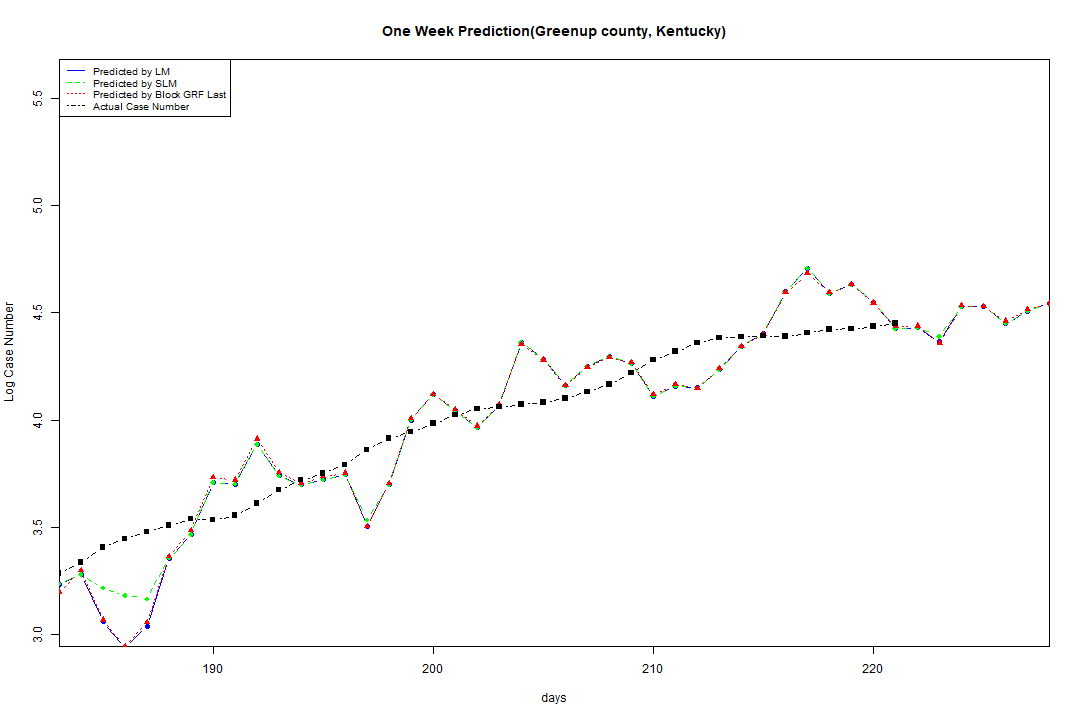 One Week Prediction(Greenup county, Kentucky)
Predicted by LM
Predicted by SLM
Predicted by Block GRF Last
Actual Case Number
5.5
5.0
4.5
4.0
3.5
3.0
Log Case Number
190 200 210 220
days